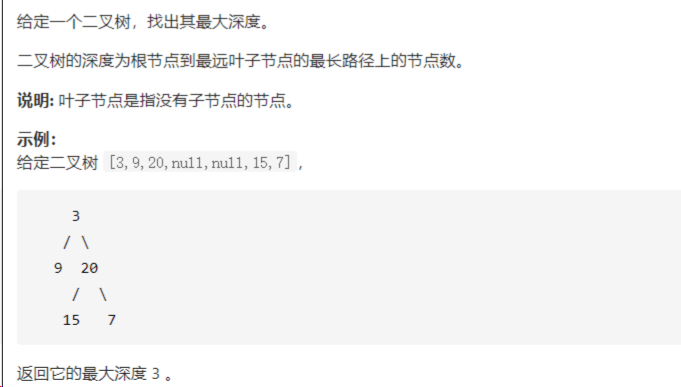 给定一个二叉树，找出其最大深度。
二叉树的深度为根节点到最远叶子节点的最长路径上的节点数。
说明: 叶子节点是指没有子节点的节点。
示例：
给定二叉树 [3,9,20,null,null,15,7]，
3
/ \
9 20
/ \
15 7
返回它的最大深度 3 。